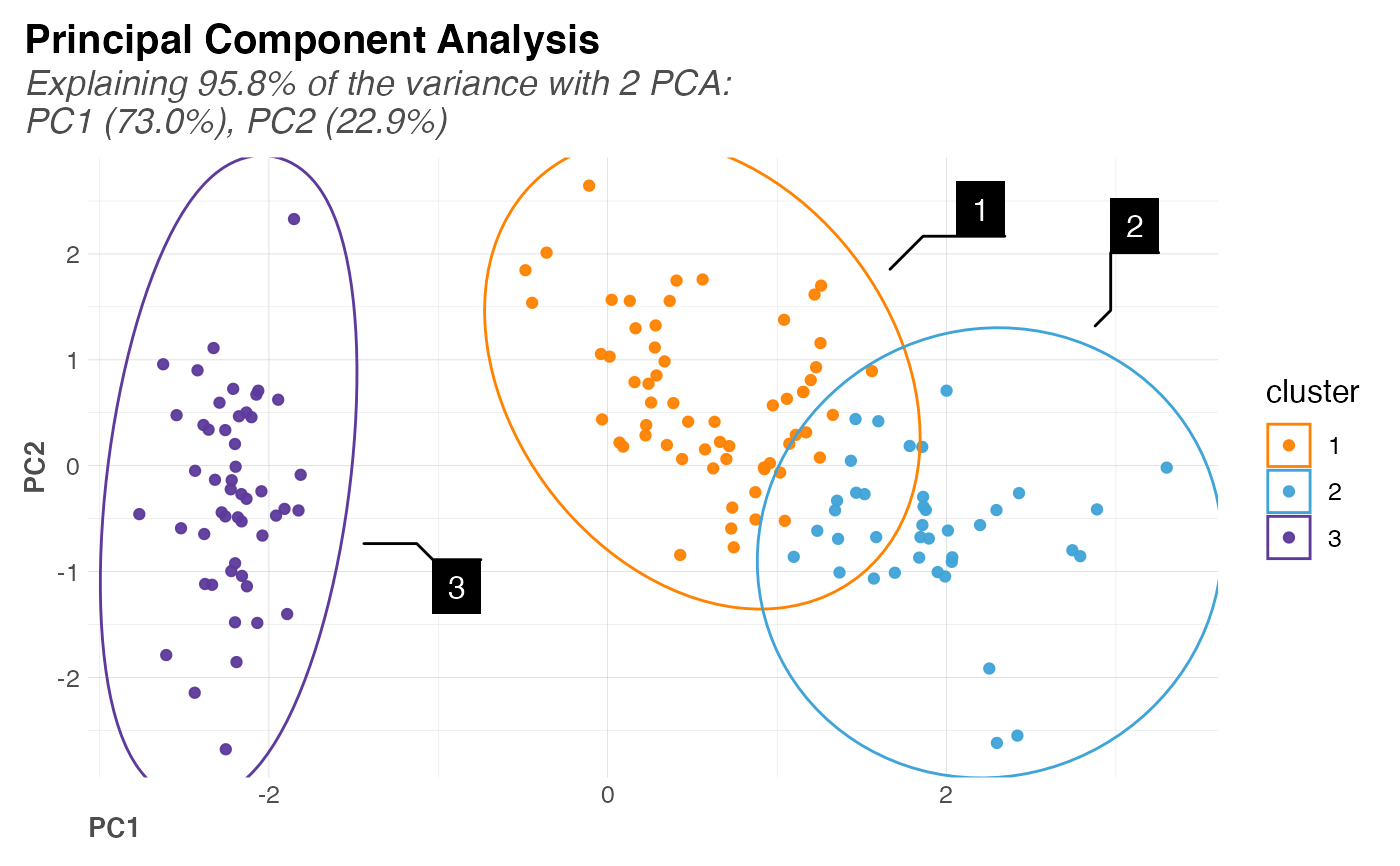 Principal Component Analysis
Explaining 95.8% of the variance with 2 PCA:
PC1 (73.0%), PC2 (22.9%)
1
2
3
2
1
0
-1
-2
PC2
-2
0
2
PC1
cluster
1
2
3